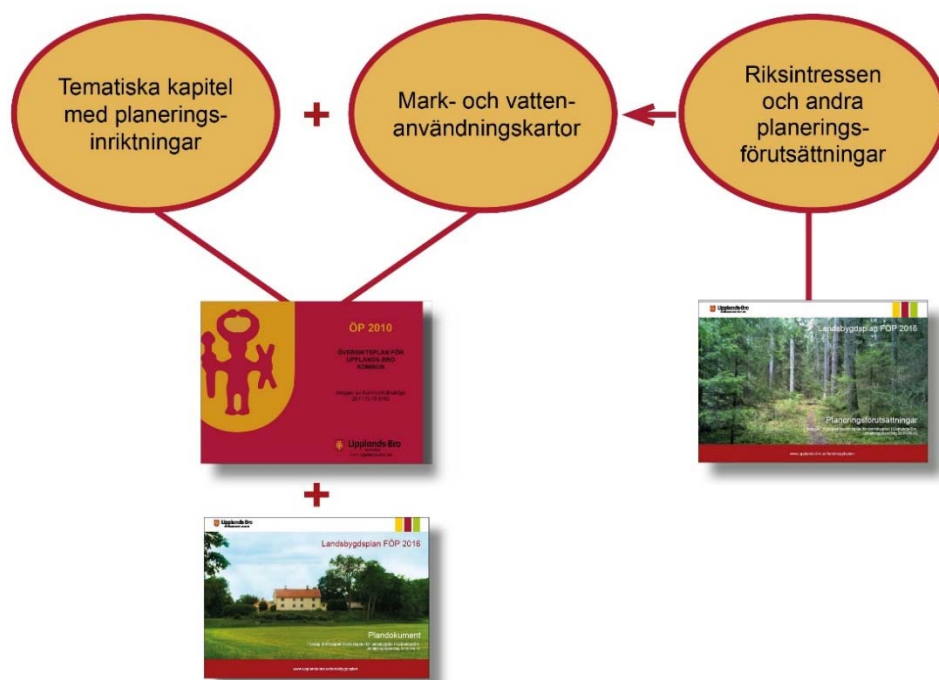 Tematiska kapitel
med planerings-
inriktningar
+
Mark- och vatten-
användningskartor
Riksintressen
och andra
planerings-
förutsättningar
ÖP 2010
ÖVERSIKTSPLAN FÖR
UPPLANDS-BRO
KOMMUN
Upplands-Bro
+
Upplands-Bro
Landsbygdsplan FÖP 2016
Plandokument
Upplands-Bro
Landsbygdsplan FÖP 2016
Planeringsförutsättningar